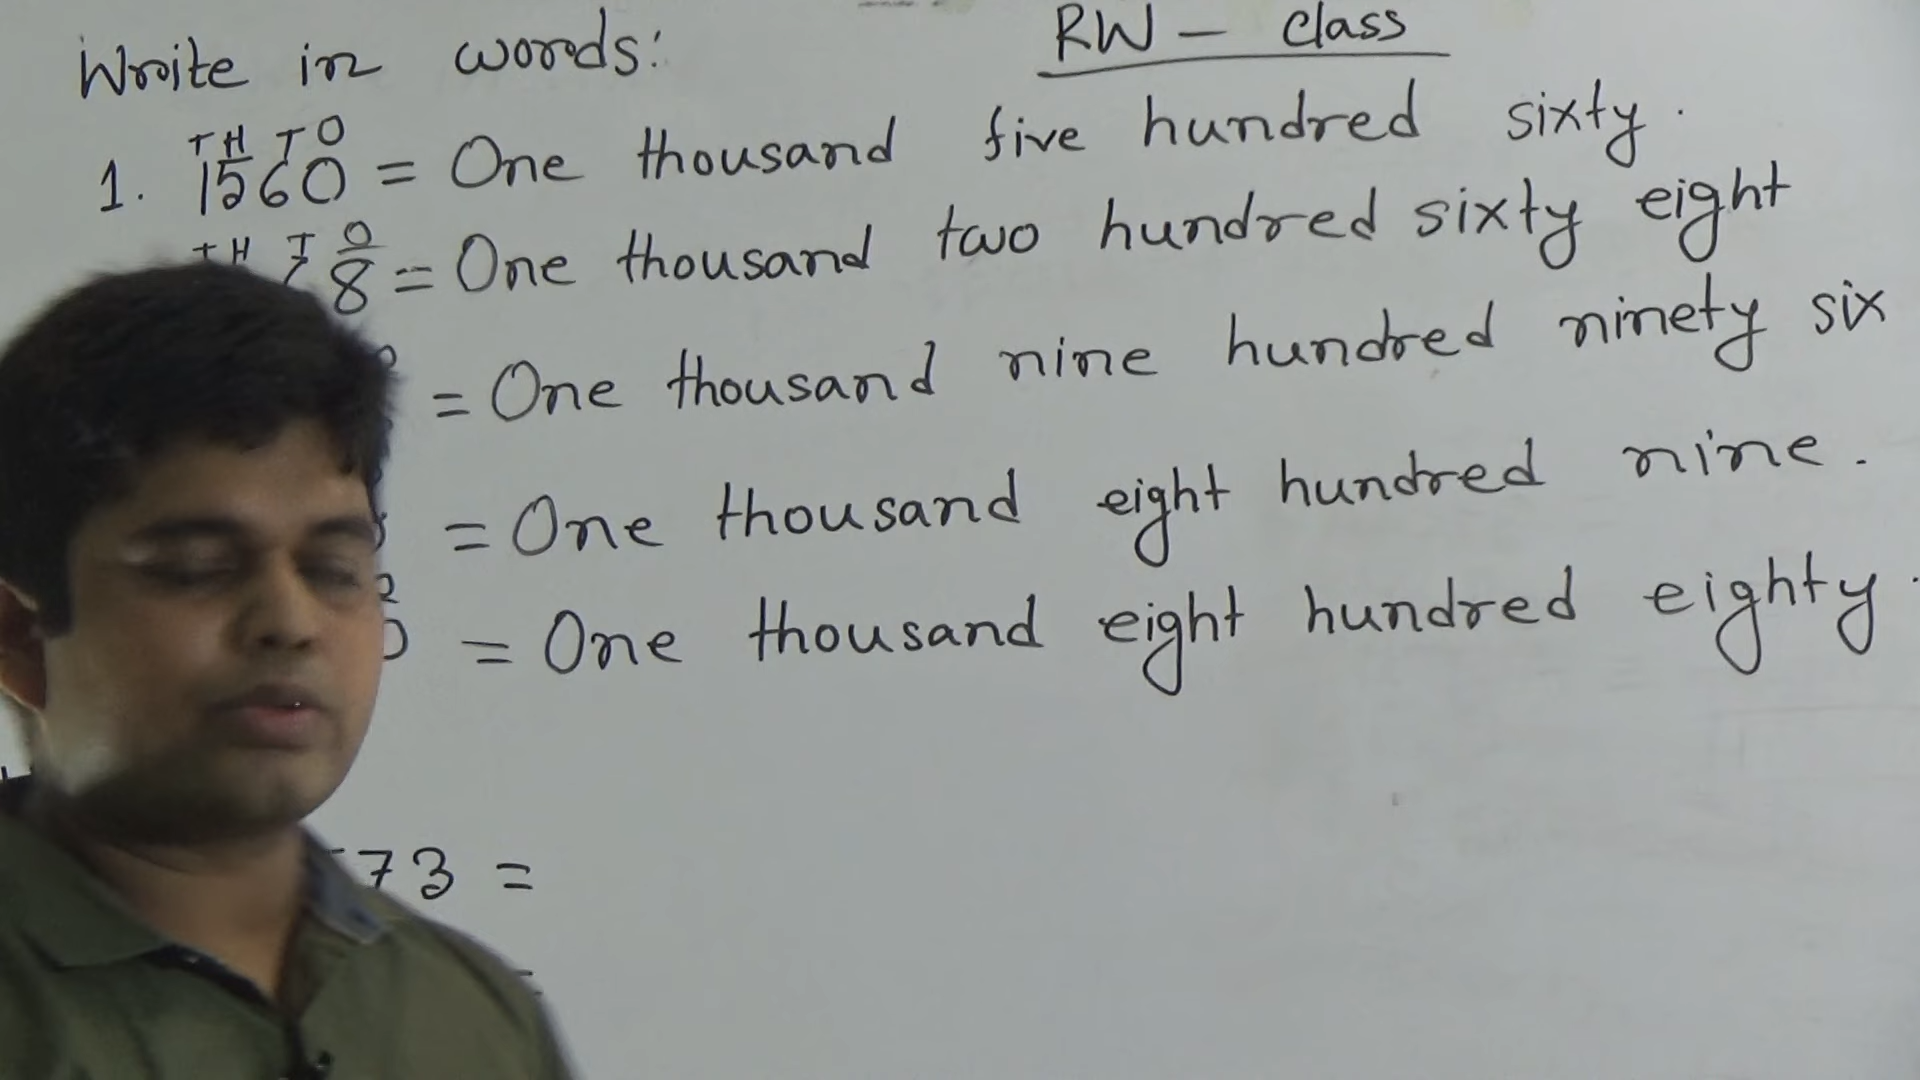 Write in words:
RW - Class
T H T O
1. 1560 = One thousand five hundred sixty.
T H T O
8 = One thousand two hundred sixty eight
= One thousand nine hundred ninety six
= One thousand eight hundred nine.
= One thousand eight hundred eighty.
73 =